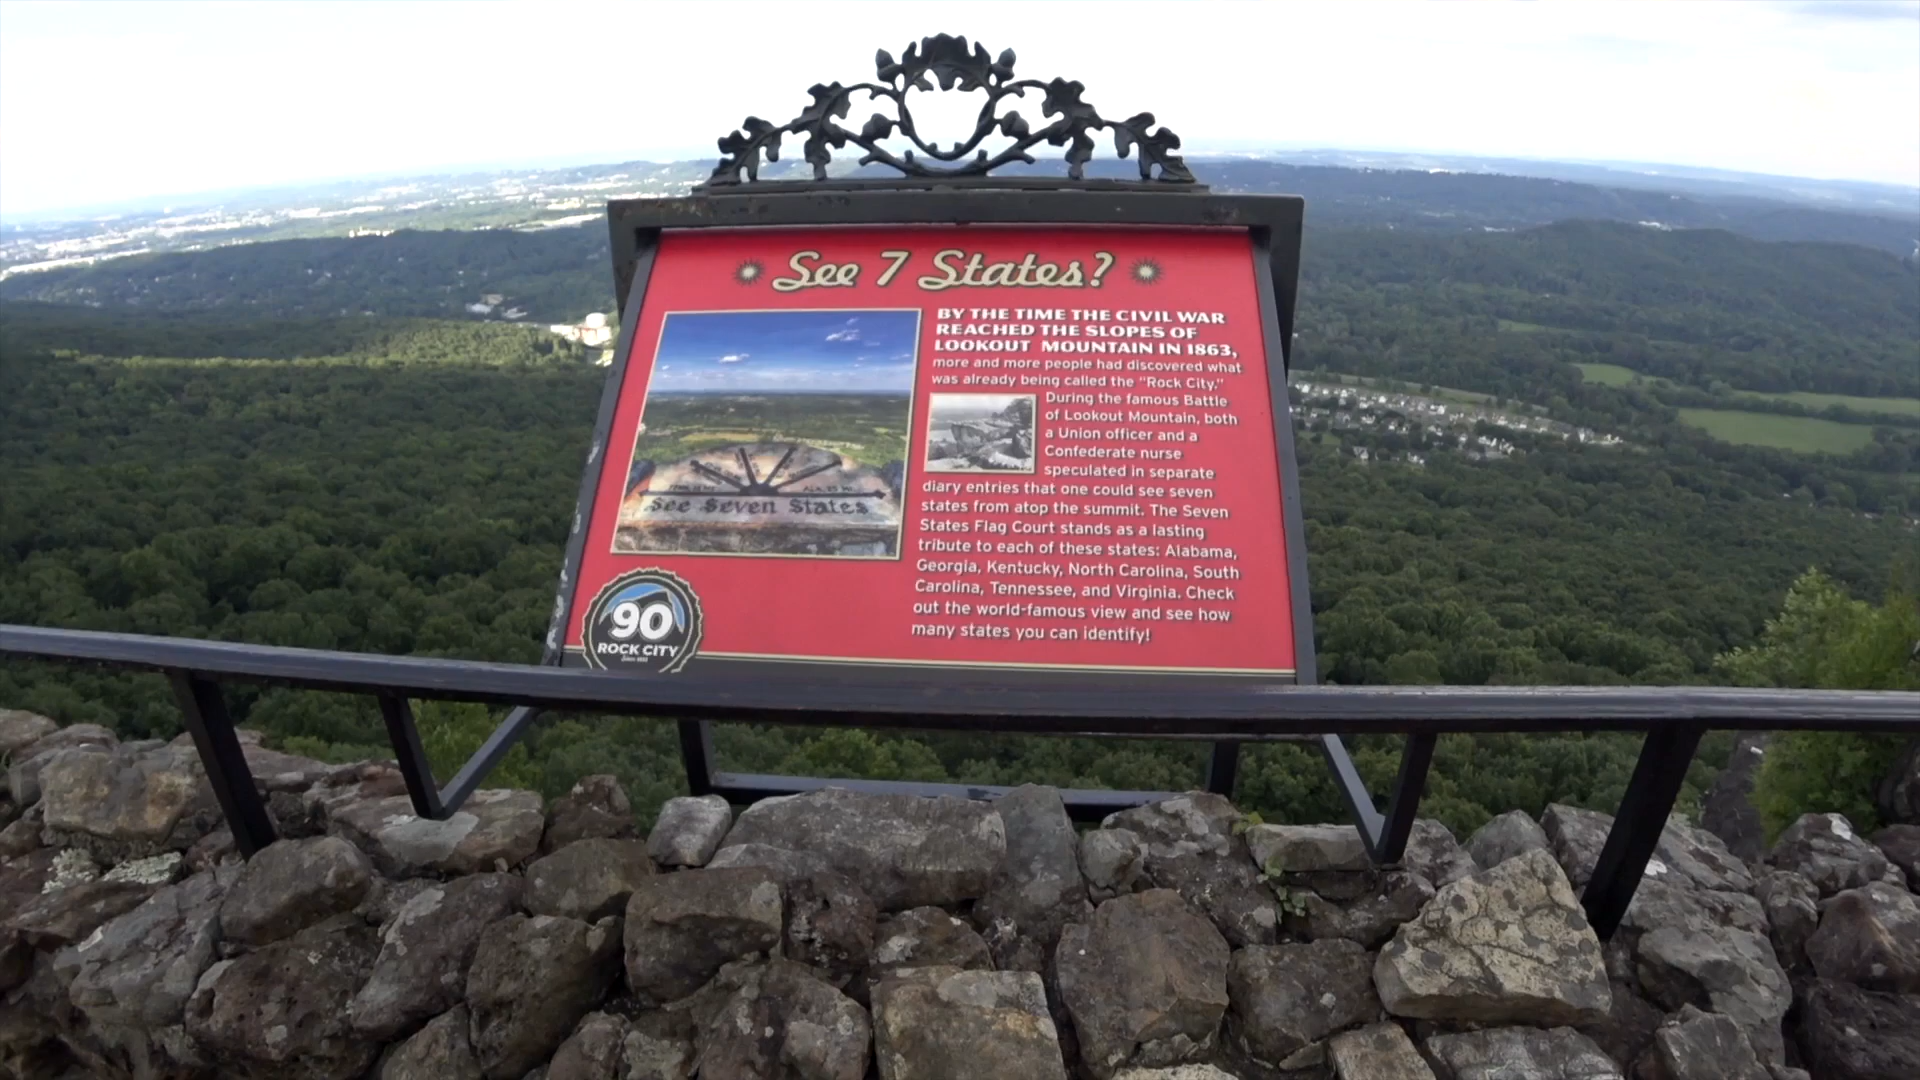 See 7 States?
BY THE TIME THE CIVIL WAR
REACHED THE SLOPES OF
LOOKOUT MOUNTAIN IN 1863,
more and more people had discovered what
was already being called the "Rock City."
During the famous Battle
of Lookout Mountain, both
a Union officer and a
Confederate nurse
speculated in separate
diary entries that one could see seven
states from atop the summit. The Seven
States Flag Court stands as a lasting
tribute to each of these states: Alabama,
Georgia, Kentucky, North Carolina, South
Carolina, Tennessee, and Virginia. Check
out the world-famous view and see how
many states you can identify!
See Seven States
90
ROCK CITY